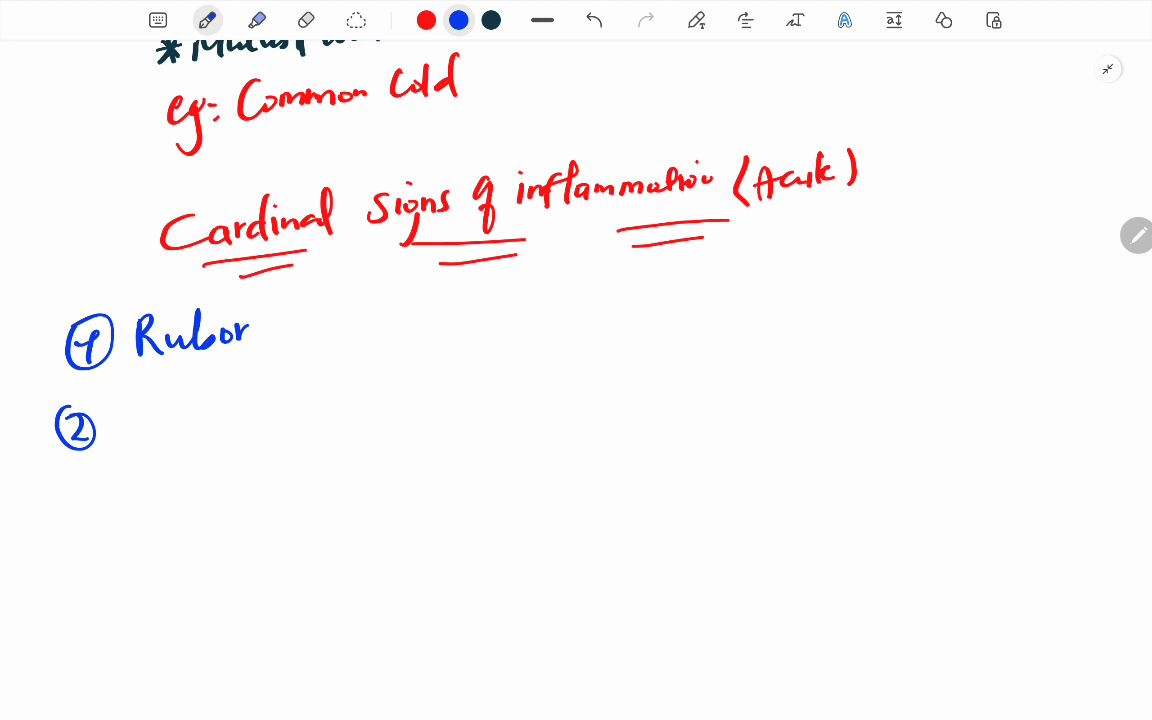 eg:- Common Cold
Cardinal signs of inflammation (Acute)
① Rubor
②